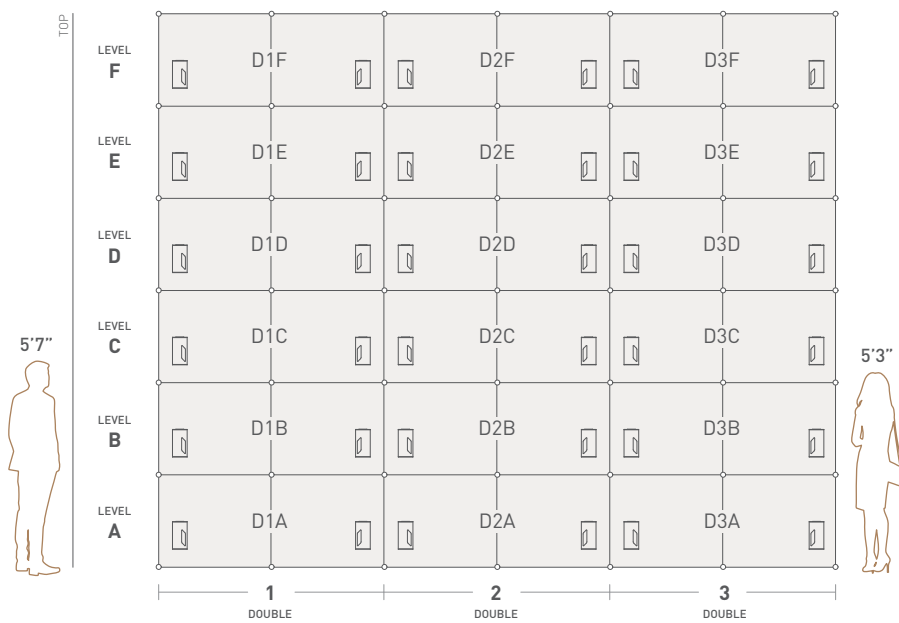 TOP
LEVEL
F
D1F
D2F
D3F
LEVEL
E
D1E
D2E
D3E
LEVEL
D
D1D
D2D
D3D
LEVEL
C
D1C
D2C
D3C
5'7"
5'3"
LEVEL
B
D1B
D2B
D3B
LEVEL
A
D1A
D2A
D3A
1
2
3
DOUBLE
DOUBLE
DOUBLE